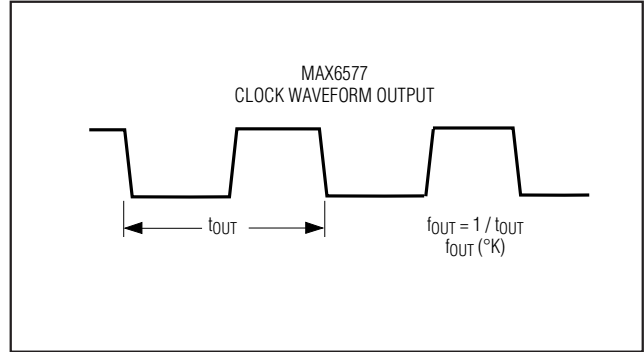 MAX6577
CLOCK WAVEFORM OUTPUT
tOUT
fOUT = 1 / tOUT
fOUT (°K)